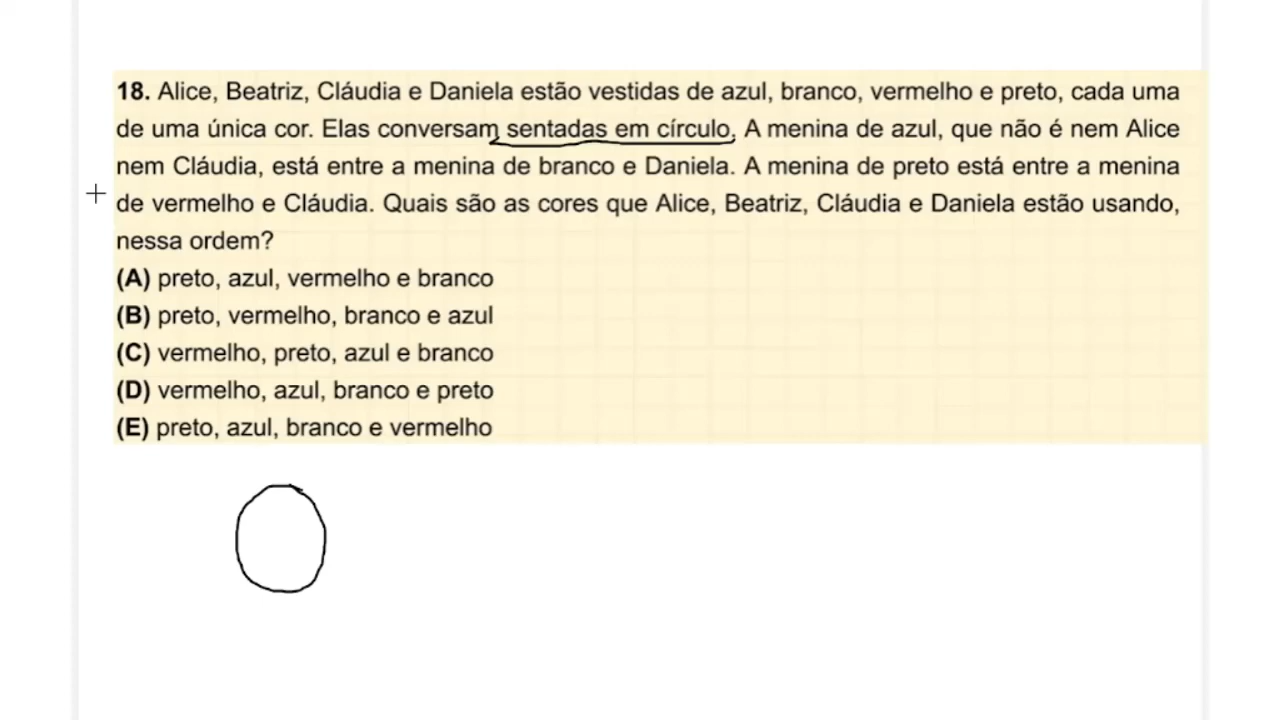 18. Alice, Beatriz, Cláudia e Daniela estão vestidas de azul, branco, vermelho e preto, cada uma
de uma única cor. Elas conversam sentadas em círculo. A menina de azul, que não é nem Alice
nem Cláudia, está entre a menina de branco e Daniela. A menina de preto está entre a menina
de vermelho e Cláudia. Quais são as cores que Alice, Beatriz, Cláudia e Daniela estão usando,
nessa ordem?
(A) preto, azul, vermelho e branco
(B) preto, vermelho, branco e azul
(C) vermelho, preto, azul e branco
(D) vermelho, azul, branco e preto
(E) preto, azul, branco e vermelho